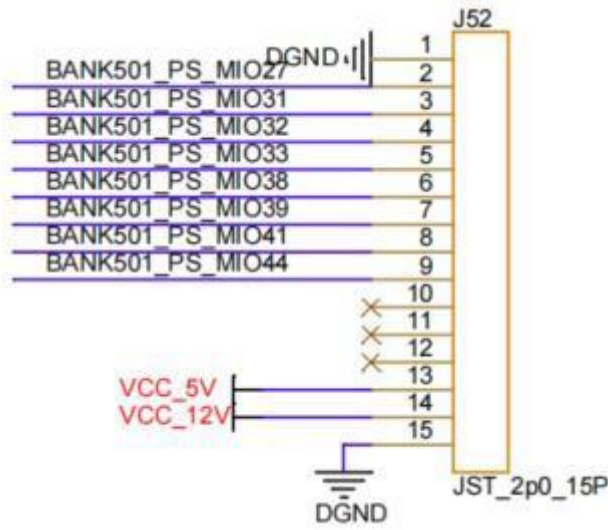 J52
DGND 1
BANK501_PS_MIO27 2
BANK501_PS_MIO31 3
BANK501_PS_MIO32 4
BANK501_PS_MIO33 5
BANK501_PS_MIO38 6
BANK501_PS_MIO39 7
BANK501_PS_MIO41 8
BANK501_PS_MIO44 9
10
11
12
VCC_5V 13
VCC_12V 14
15
JST_2p0_15P
DGND